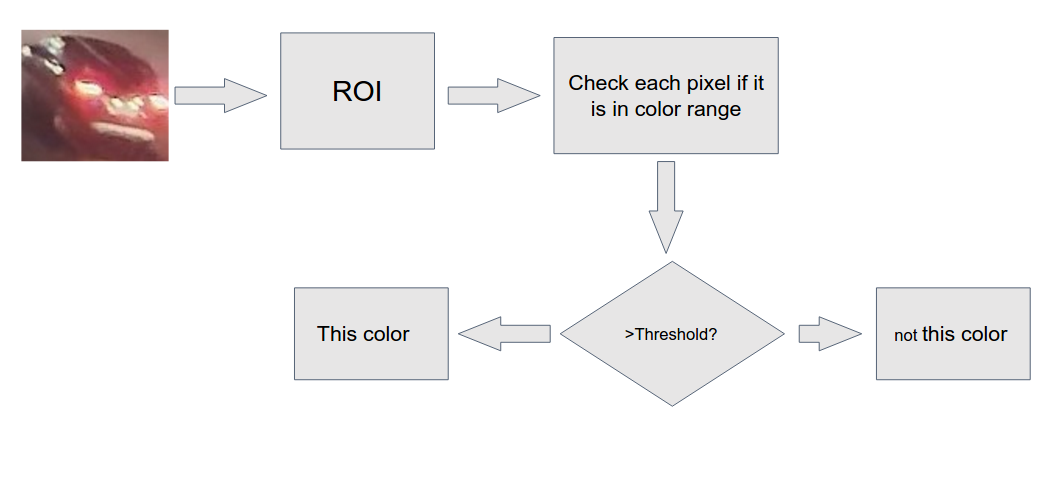 ROI
Check each pixel if it
is in color range
This color
>Threshold?
not this color